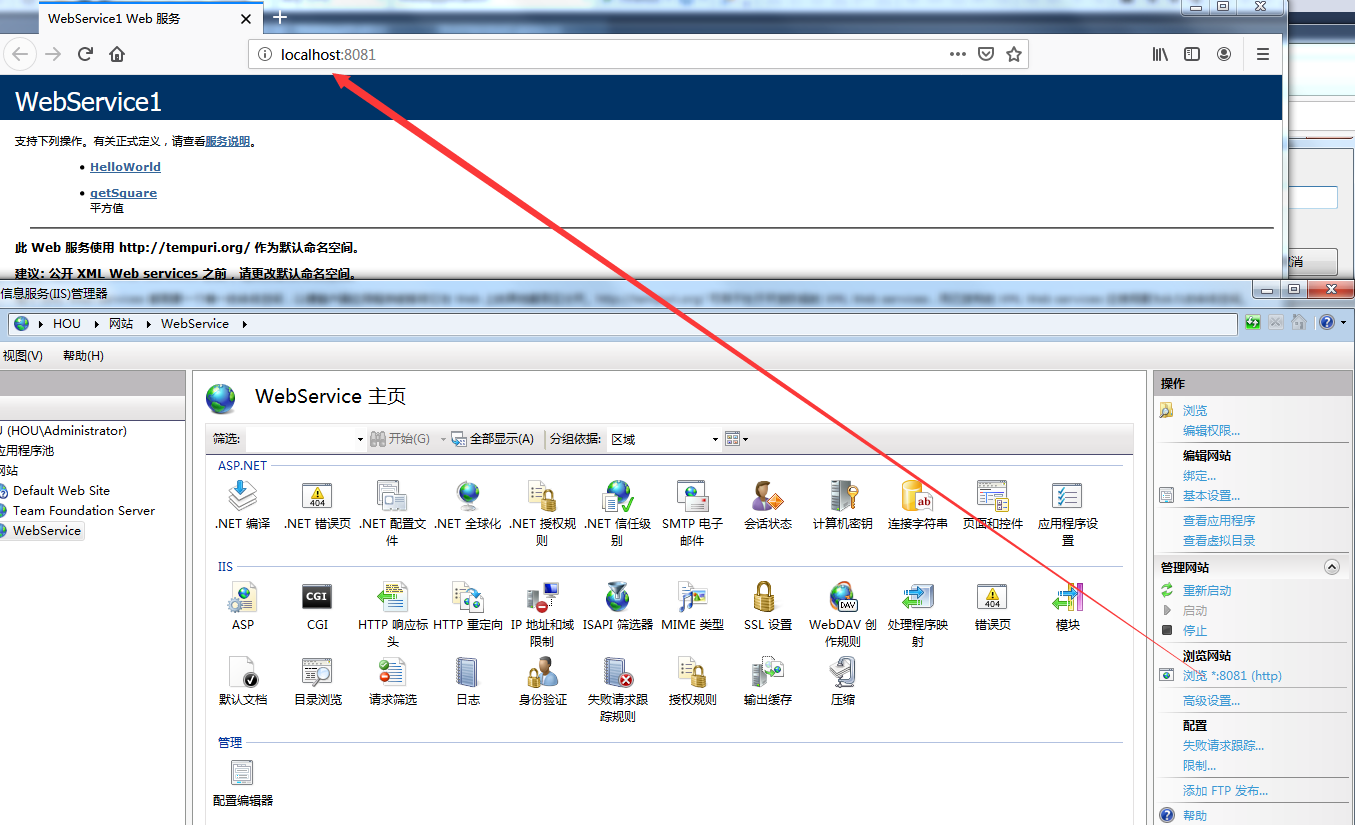 WebService1 Web 服务
localhost:8081
WebService1
支持下列操作。有关正式定义，请查看服务说明。
HelloWorld
getSquare
平方值
此 Web 服务使用 http://tempuri.org/ 作为默认命名空间。
建议: 公开 XML Web services 之前，请更改默认命名空间。
消
信息服务(IIS)管理器
HOU 网站 WebService
视图(V) 帮助(H)
(HOU\Administrator)
应用程序池
网站
Default Web Site
Team Foundation Server
WebService
WebService 主页
筛选: 开始(G) 全部显示(A) 分组依据: 区域
ASP.NET
.NET 编译
.NET 错误页
.NET 配置文件
.NET 全球化
.NET 授权规则
.NET 信任级别
SMTP 电子邮件
会话状态
计算机密钥
连接字符串
页面和控件
应用程序设置
IIS
ASP
CGI
HTTP 响应标头
HTTP 重定向
IP 地址和域限制
ISAPI 筛选器
MIME 类型
SSL 设置
WebDAV 创作规则
处理程序映射
错误页
模块
默认文档
目录浏览
请求筛选
日志
身份验证
失败请求跟踪规则
授权规则
输出缓存
压缩
管理
配置编辑器
操作
浏览
编辑权限...
编辑网站
绑定...
基本设置...
查看应用程序
查看虚拟目录
管理网站
重新启动
启动
停止
浏览网站
浏览 *:8081 (http)
高级设置...
配置
失败请求跟踪...
限制...
添加 FTP 发布...
帮助